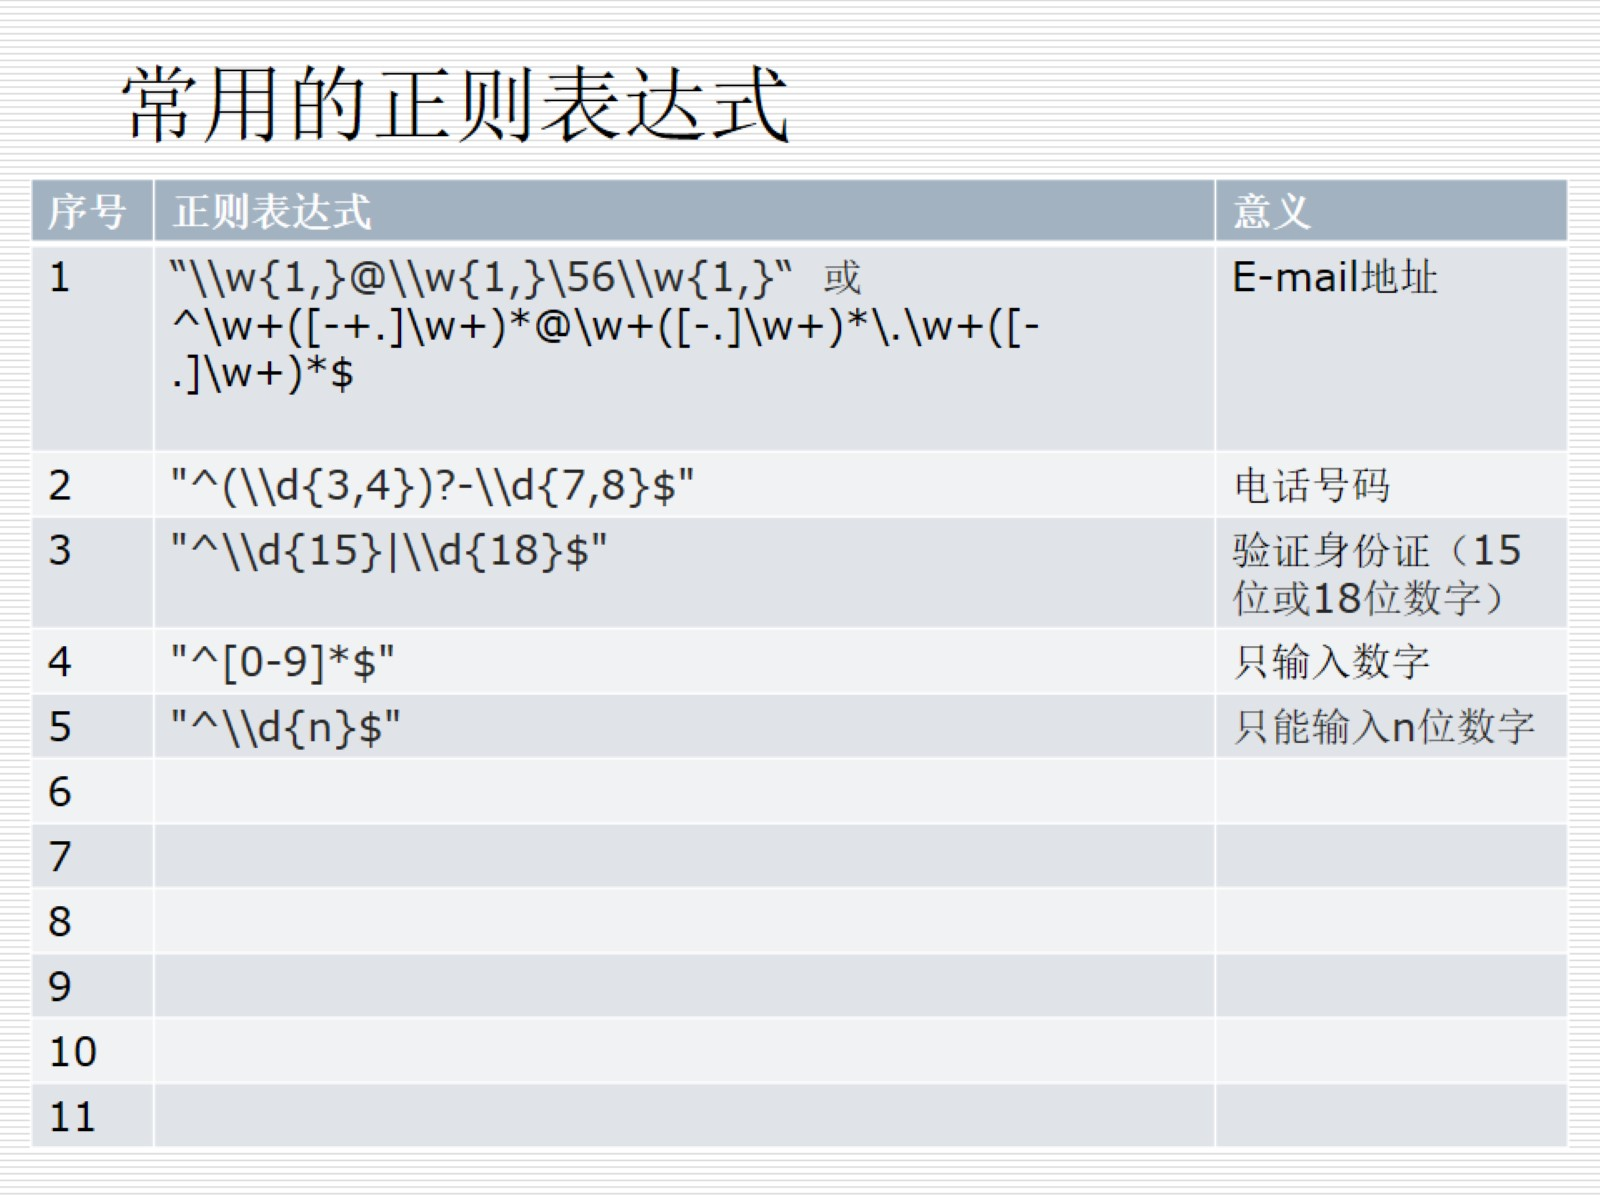 常用的正则表达式
序号 正则表达式 意义
1 “\\w{1,}@\\w{1,}\56\\w{1,}“ 或 E-mail地址
^\w+([-+.]\w+)*@\w+([-.]\w+)*\.\w+([-
.]\w+)*$
2 "^(\\d{3,4})?-\\d{7,8}$" 电话号码
3 "^\\d{15}|\\d{18}$" 验证身份证（15
位或18位数字）
4 "^[0-9]*$" 只输入数字
5 "^\\d{n}$" 只能输入n位数字
6
7
8
9
10
11